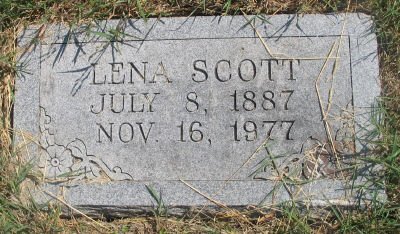 LENA SCOTT
JULY 8, 1887
NOV. 16, 1977